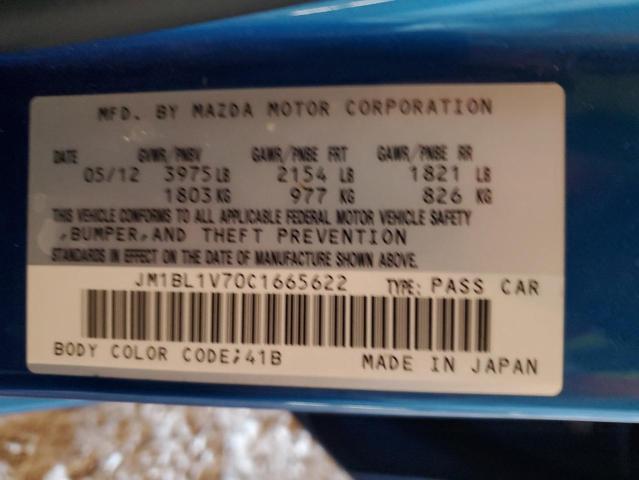 MFD. BY MAZDA MOTOR CORPORATION
DATE GVWR/PNBV GAWR/PNBE FRT GAWR/PNBE RR
05/12 3975 LB 2154 LB 1821 LB
1803 KG 977 KG 826 KG
THIS VEHICLE CONFORMS TO ALL APPLICABLE FEDERAL MOTOR VEHICLE SAFETY
,BUMPER, AND THEFT PREVENTION
STANDARDS IN EFFECT ON THE DATE OF MANUFACTURE SHOWN ABOVE.
JM1BL1V70C1665622 TYPE: PASS CAR
BODY COLOR CODE: 41B MADE IN JAPAN